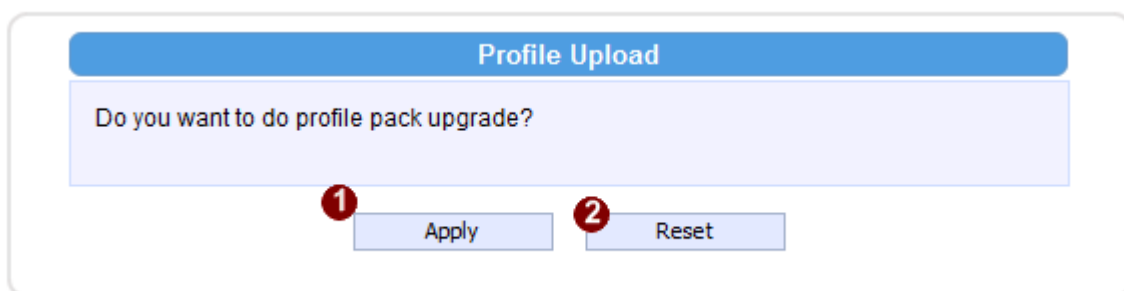 Profile Upload
Do you want to do profile pack upgrade?
1 Apply 2 Reset